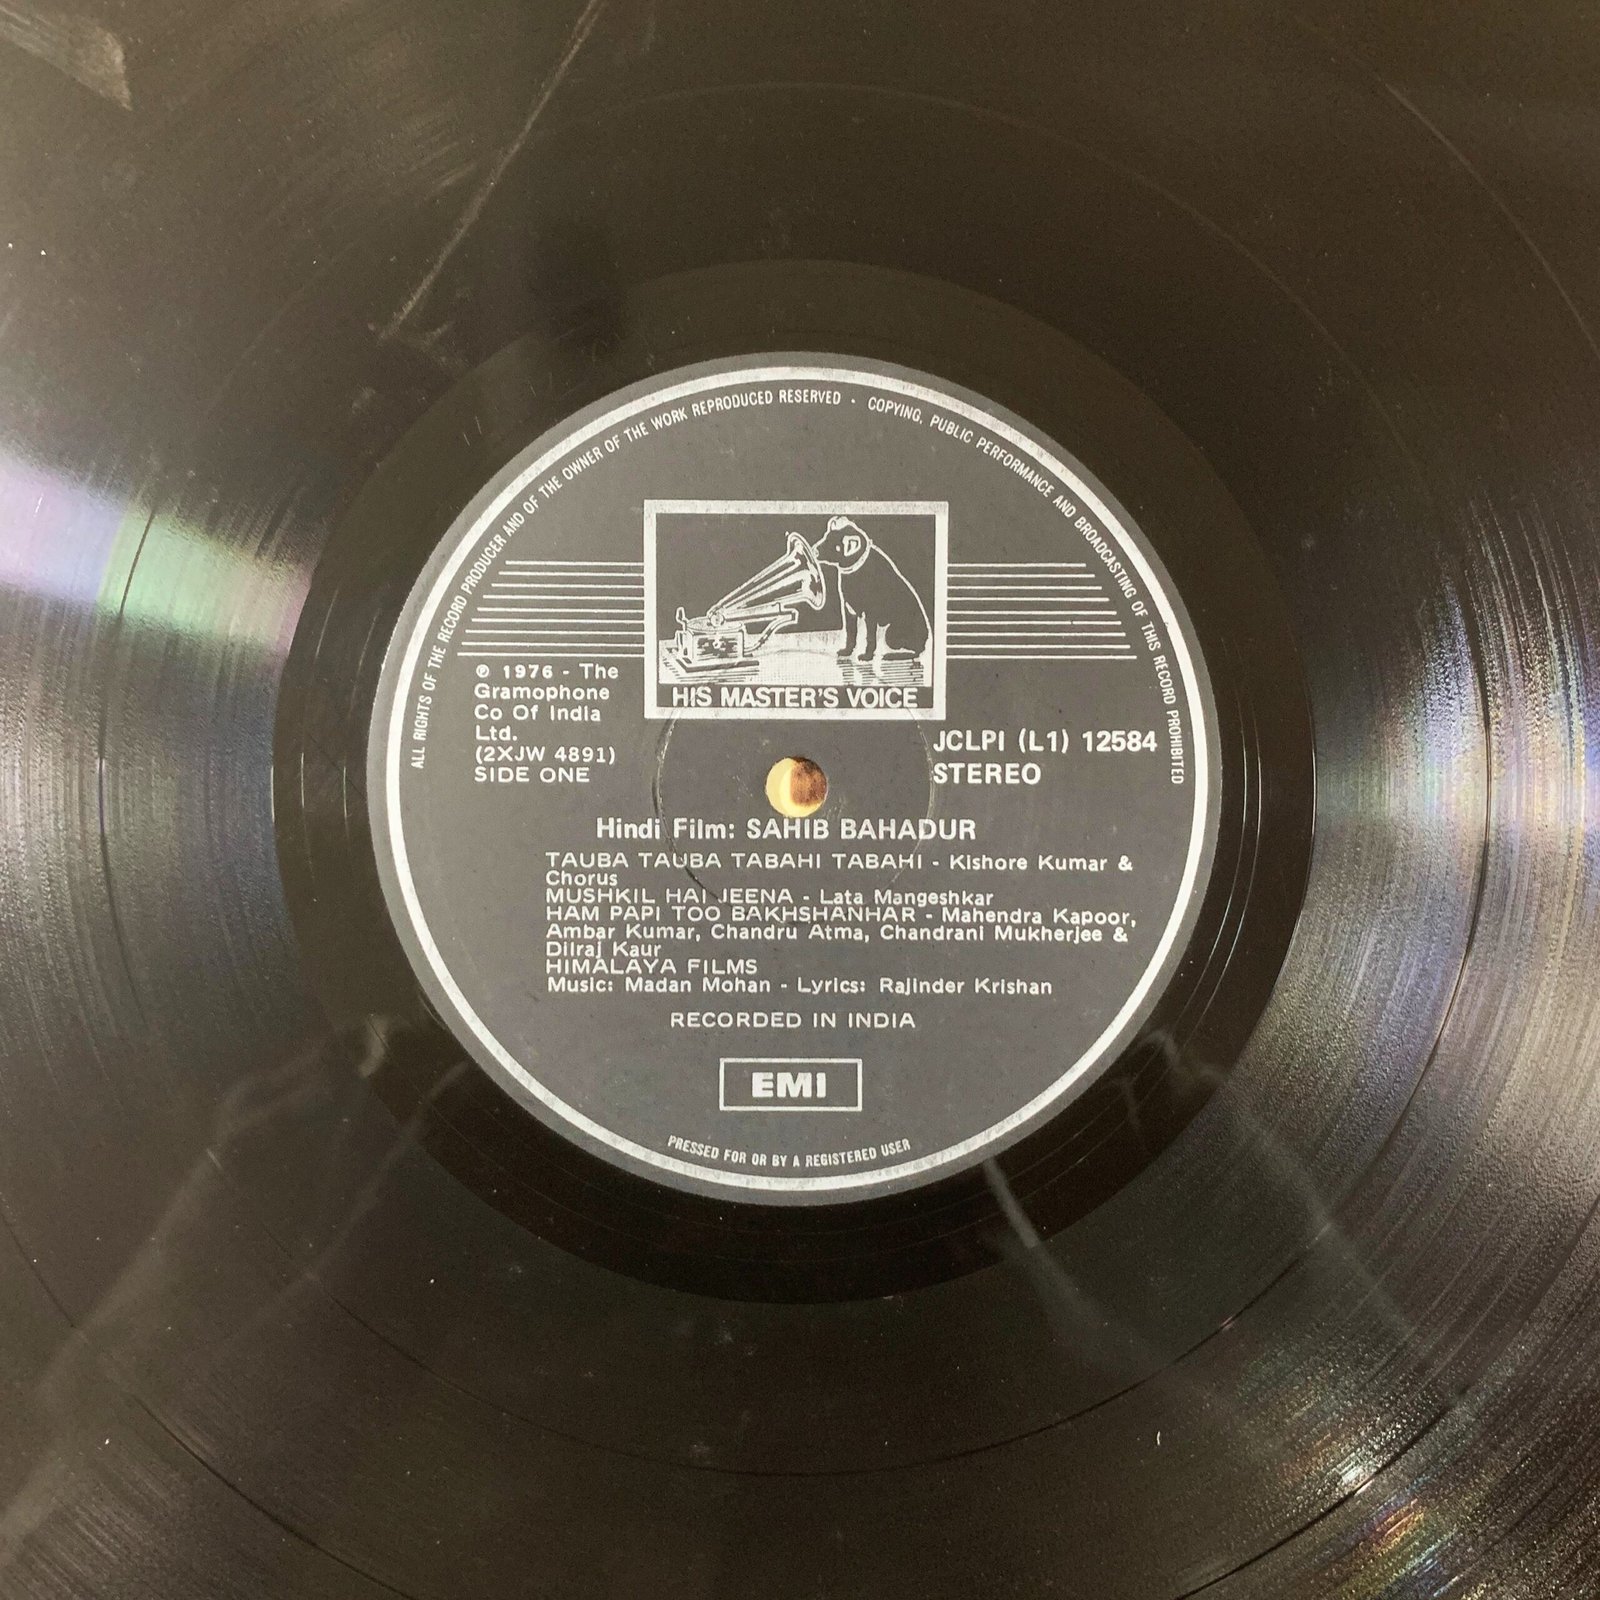 ALL RIGHTS OF THE RECORD PRODUCER AND OF THE OWNER OF THE WORK REPRODUCED RESERVED · COPYING, PUBLIC PERFORMANCE AND BROADCASTING OF THIS RECORD PROHIBITED
HIS MASTER'S VOICE
℗ 1976 - The
Gramophone
Co Of India
Ltd.
(2XJW 4891)
SIDE ONE
JCLPI (L1) 12584
STEREO
Hindi Film: SAHIB BAHADUR
TAUBA TAUBA TABAHI TABAHI - Kishore Kumar &
Chorus
MUSHKIL HAI JEENA - Lata Mangeshkar
HAM PAPI TOO BAKHSHANHAR - Mahendra Kapoor,
Ambar Kumar, Chandru Atma, Chandrani Mukherjee &
Dilraj Kaur
HIMALAYA FILMS
Music: Madan Mohan - Lyrics: Rajinder Krishan
RECORDED IN INDIA
EMI
PRESSED FOR OR BY A REGISTERED USER